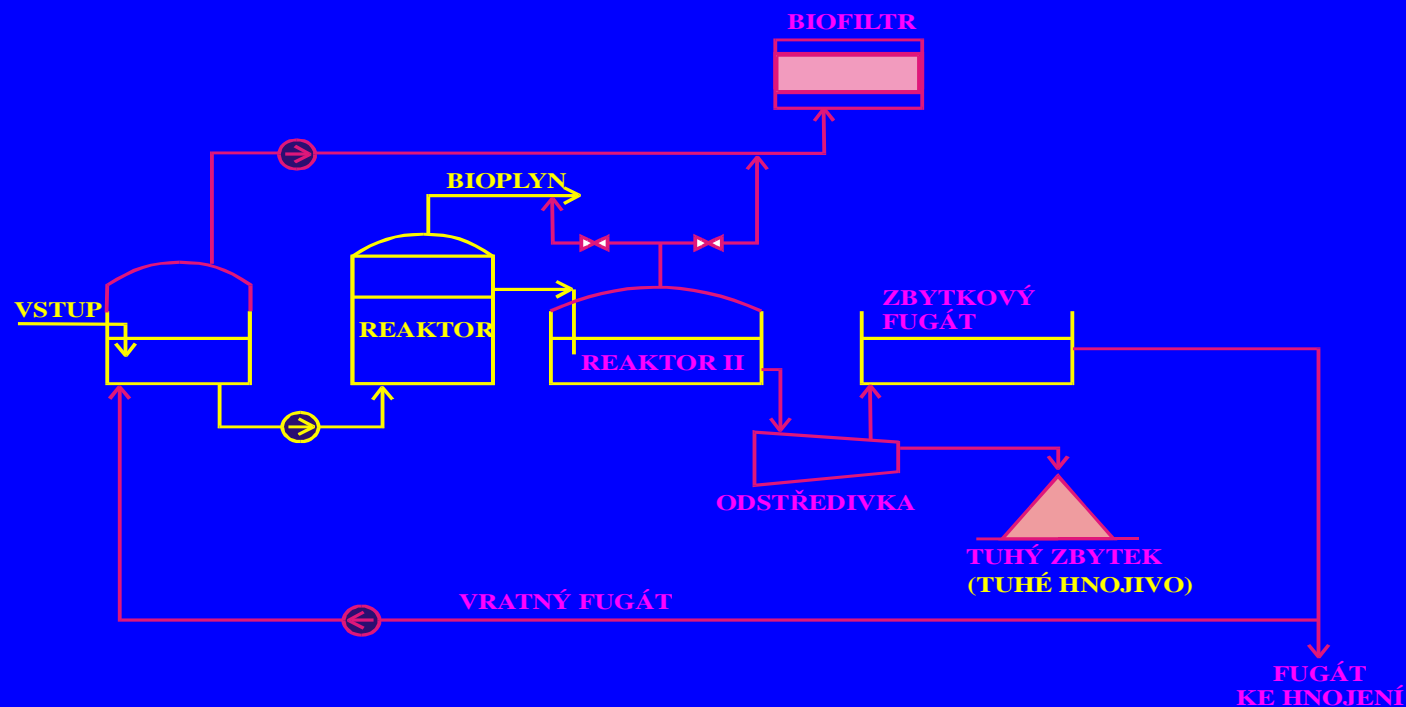 BIOFILTR
BIOPLYN
VSTUP
REAKTOR
REAKTOR II
ZBYTKOVÝ
FUGÁT
ODSTŘEDIVKA
TUHÝ ZBYTEK
(TUHÉ HNOJIVO)
VRATNÝ FUGÁT
FUGÁT
KE HNOJENÍ